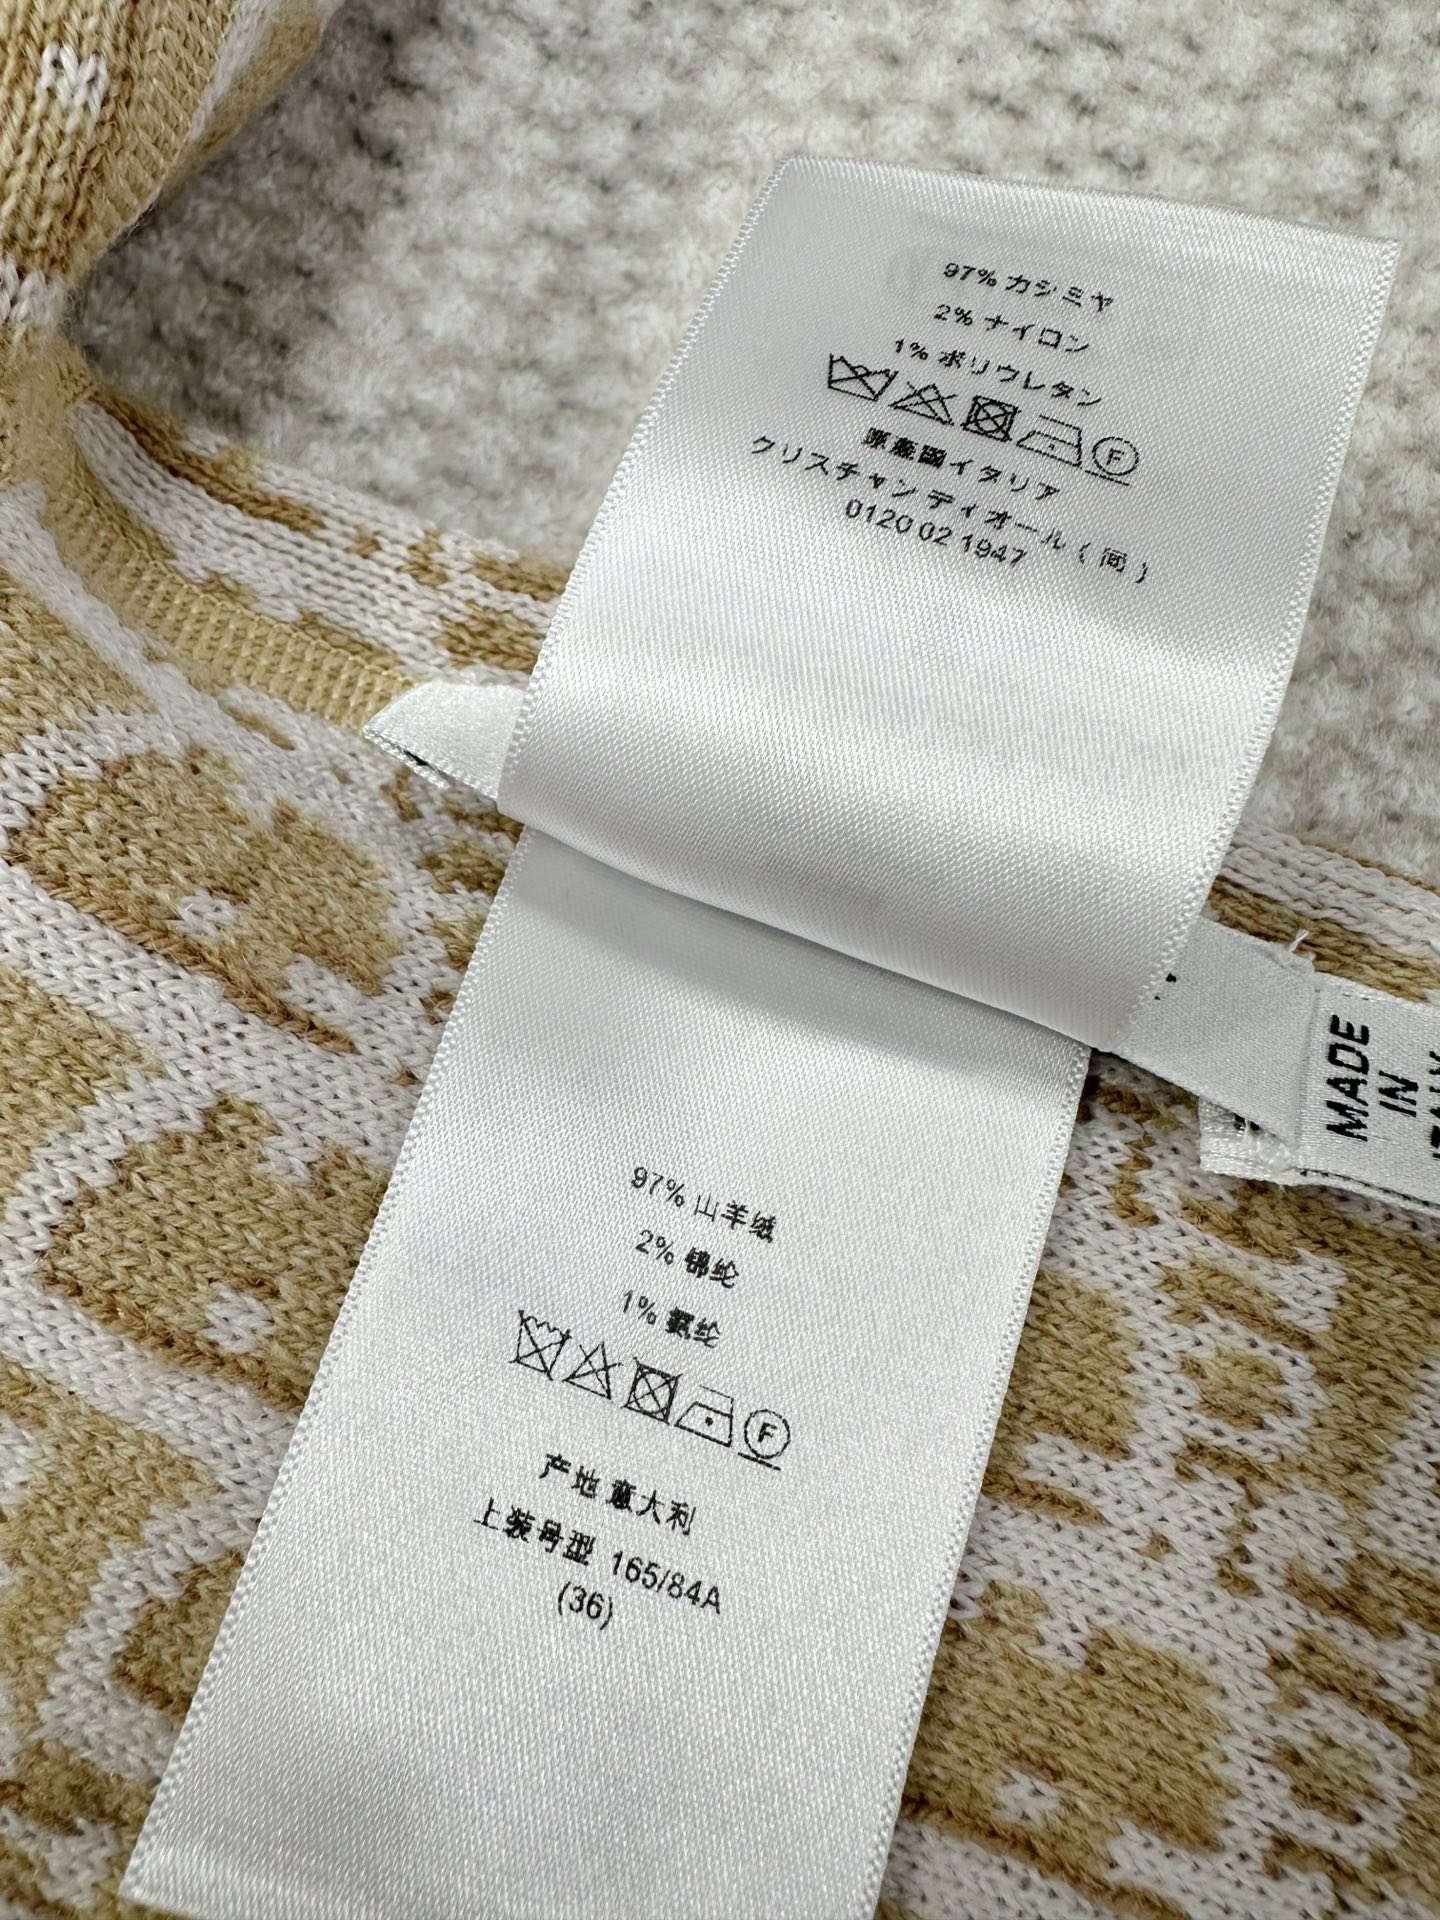 97% カシミヤ
2% ナイロン
1% ポリウレタン
F
原産國イタリア
クリスチャン ディオール ( 同 )
0120 02 1947
MADE
IN
ITALY
97% 山羊绒
2% 锦纶
1% 氨纶
F
产地 意大利
上装号型 165/84A
(36)